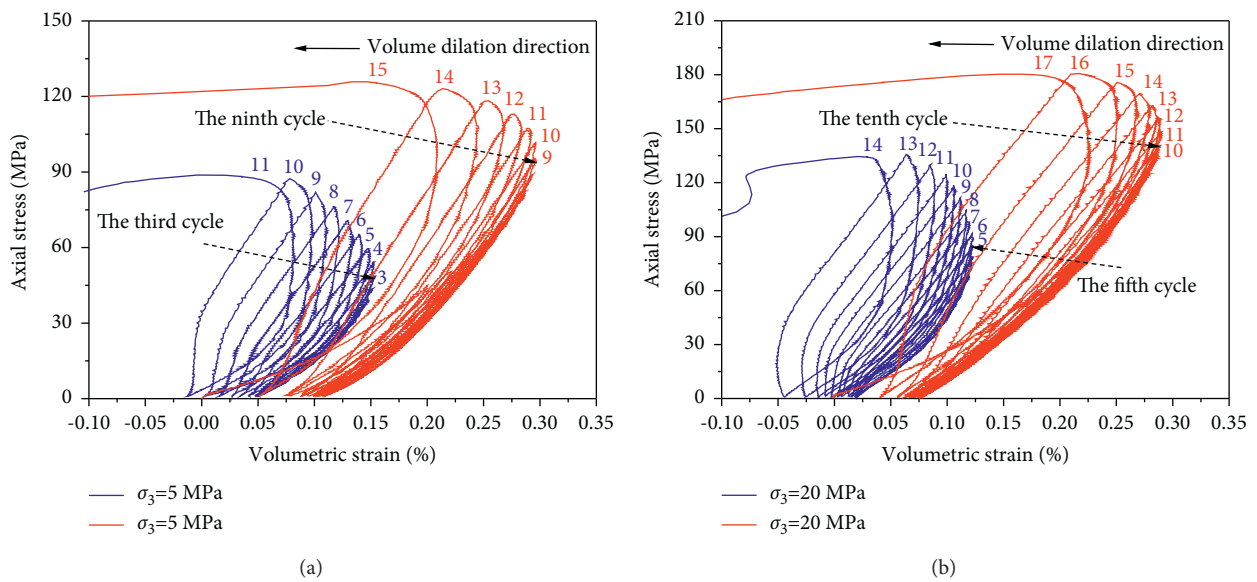 150
120
90
60
30
0
Axial stress (MPa)
Volume dilation direction
15
14
13
12
11
10
9
The ninth cycle
11
10
9
8
7
6
5
4
3
The third cycle
-0.10 -0.05 0.00 0.05 0.10 0.15 0.20 0.25 0.30 0.35
Volumetric strain (%)
σ3=5 MPa
σ3=5 MPa
(a)
210
180
150
120
90
60
30
0
Axial stress (MPa)
Volume dilation direction
17
16
15
14
13
12
11
10
The tenth cycle
14
13
12
11
10
9
8
7
6
5
The fifth cycle
-0.10 -0.05 0.00 0.05 0.10 0.15 0.20 0.25 0.30 0.35
Volumetric strain (%)
σ3=20 MPa
σ3=20 MPa
(b)